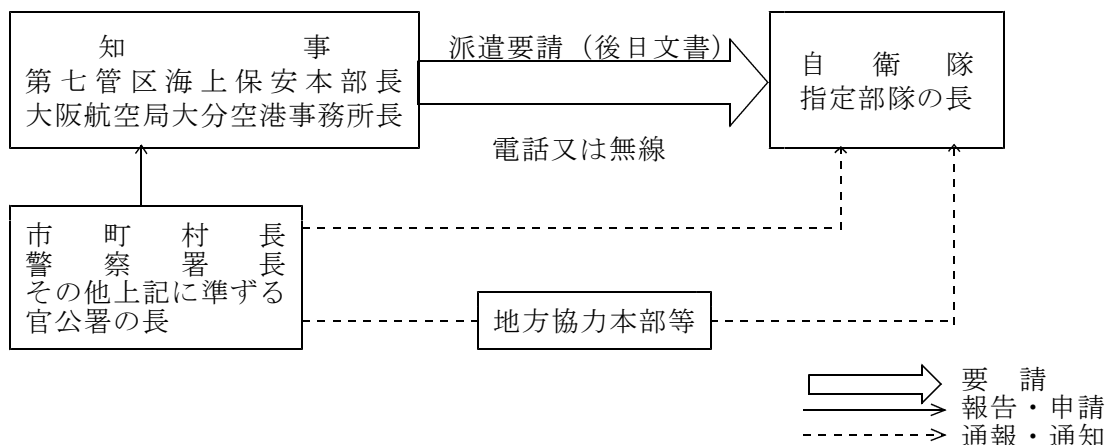 知事
第七管区海上保安本部長
大阪航空局大分空港事務所長
派遣要請（後日文書）
電話又は無線
自衛隊
指定部隊の長
市町村長
警察署長
その他上記に準ずる
官公署の長
地方協力本部等
要請
報告・申請
通報・通知